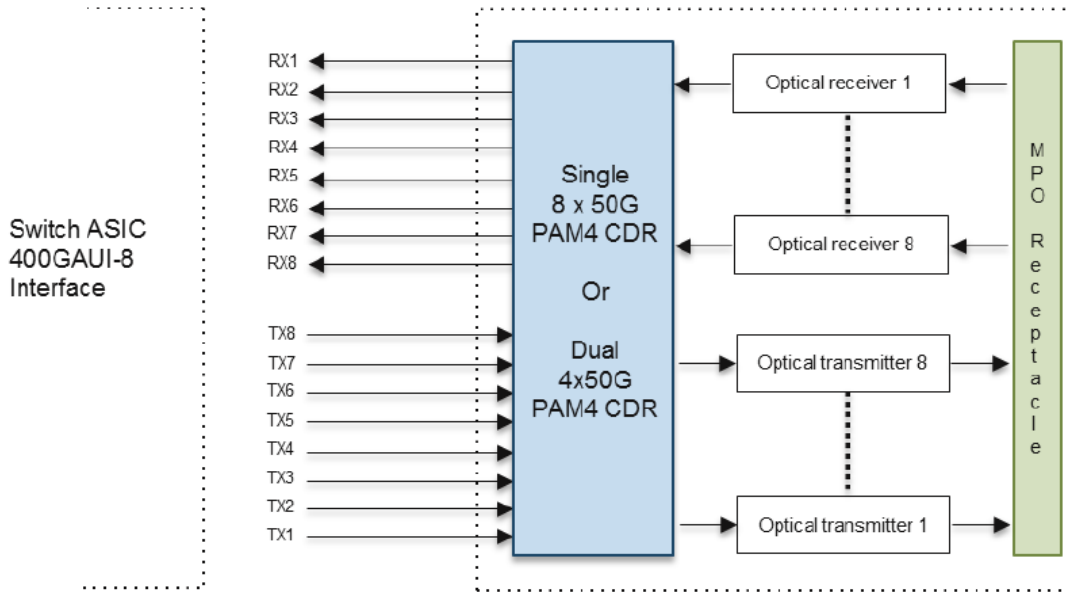 Switch ASIC
400GAUI-8
Interface
RX1
RX2
RX3
RX4
RX5
RX6
RX7
RX8
TX8
TX7
TX6
TX5
TX4
TX3
TX2
TX1
Single
8 x 50G
PAM4 CDR
Or
Dual
4x50G
PAM4 CDR
Optical receiver 1
Optical receiver 8
Optical transmitter 8
Optical transmitter 1
MPO Receptacle